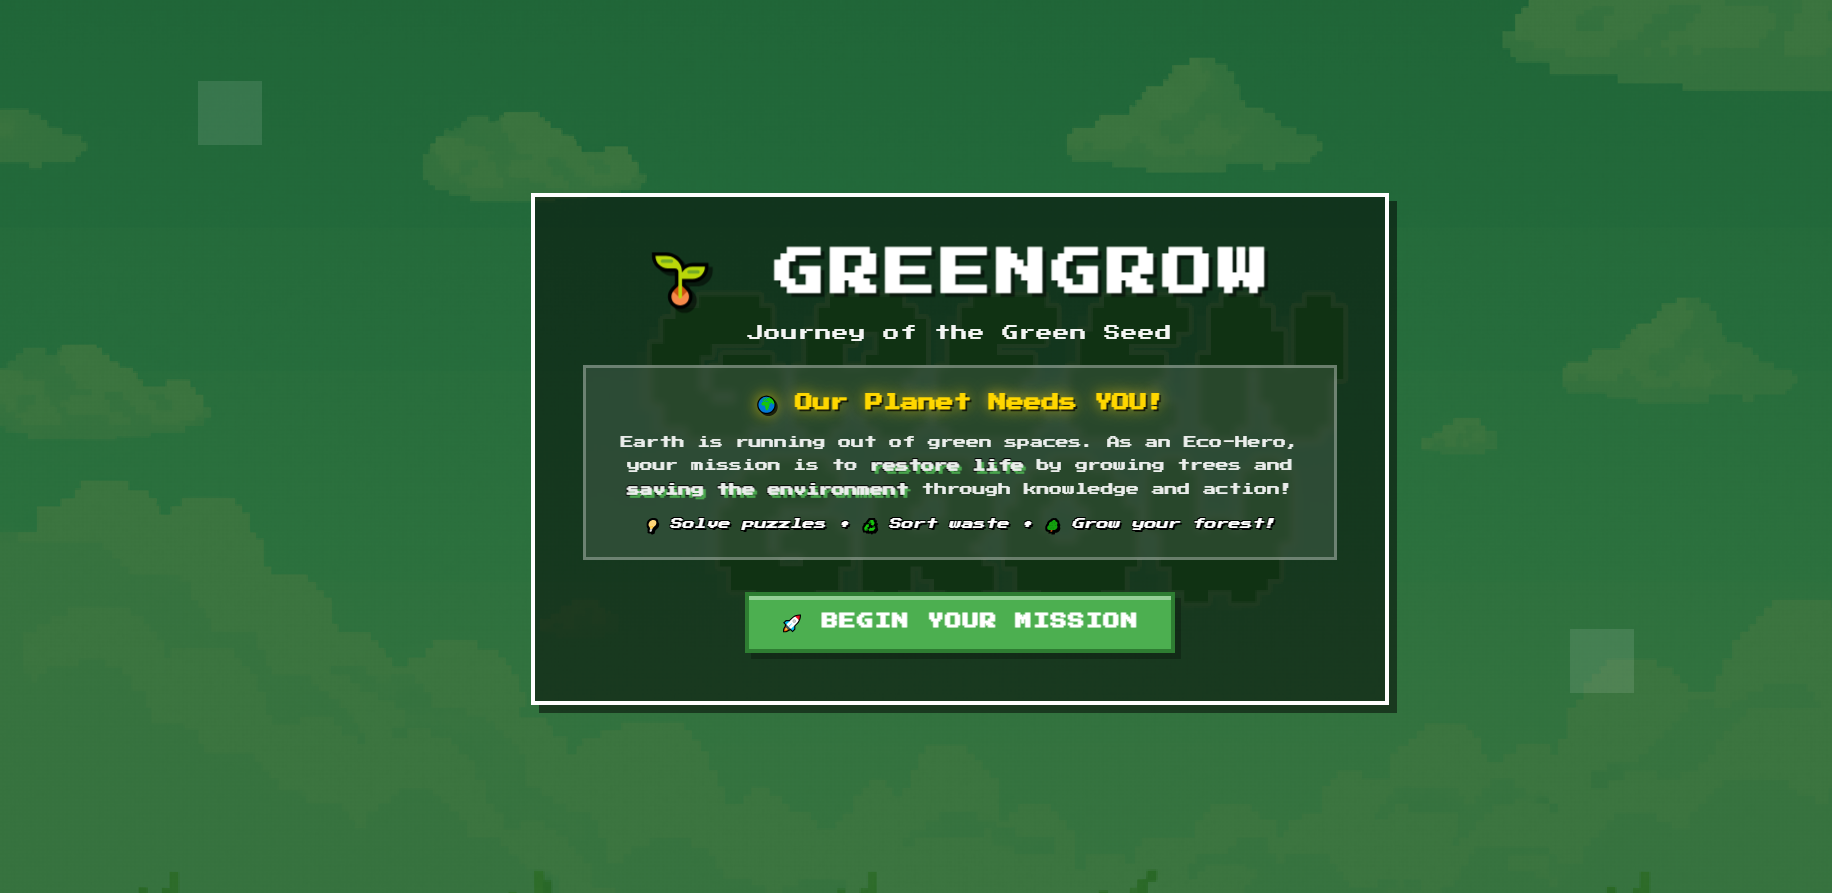 GREENGROW
Journey of the Green Seed
Our Planet Needs YOU!
Earth is running out of green spaces. As an Eco-Hero,
your mission is to restore life by growing trees and
saving the environment through knowledge and action!
Solve puzzles • Sort waste • Grow your forest!
BEGIN YOUR MISSION